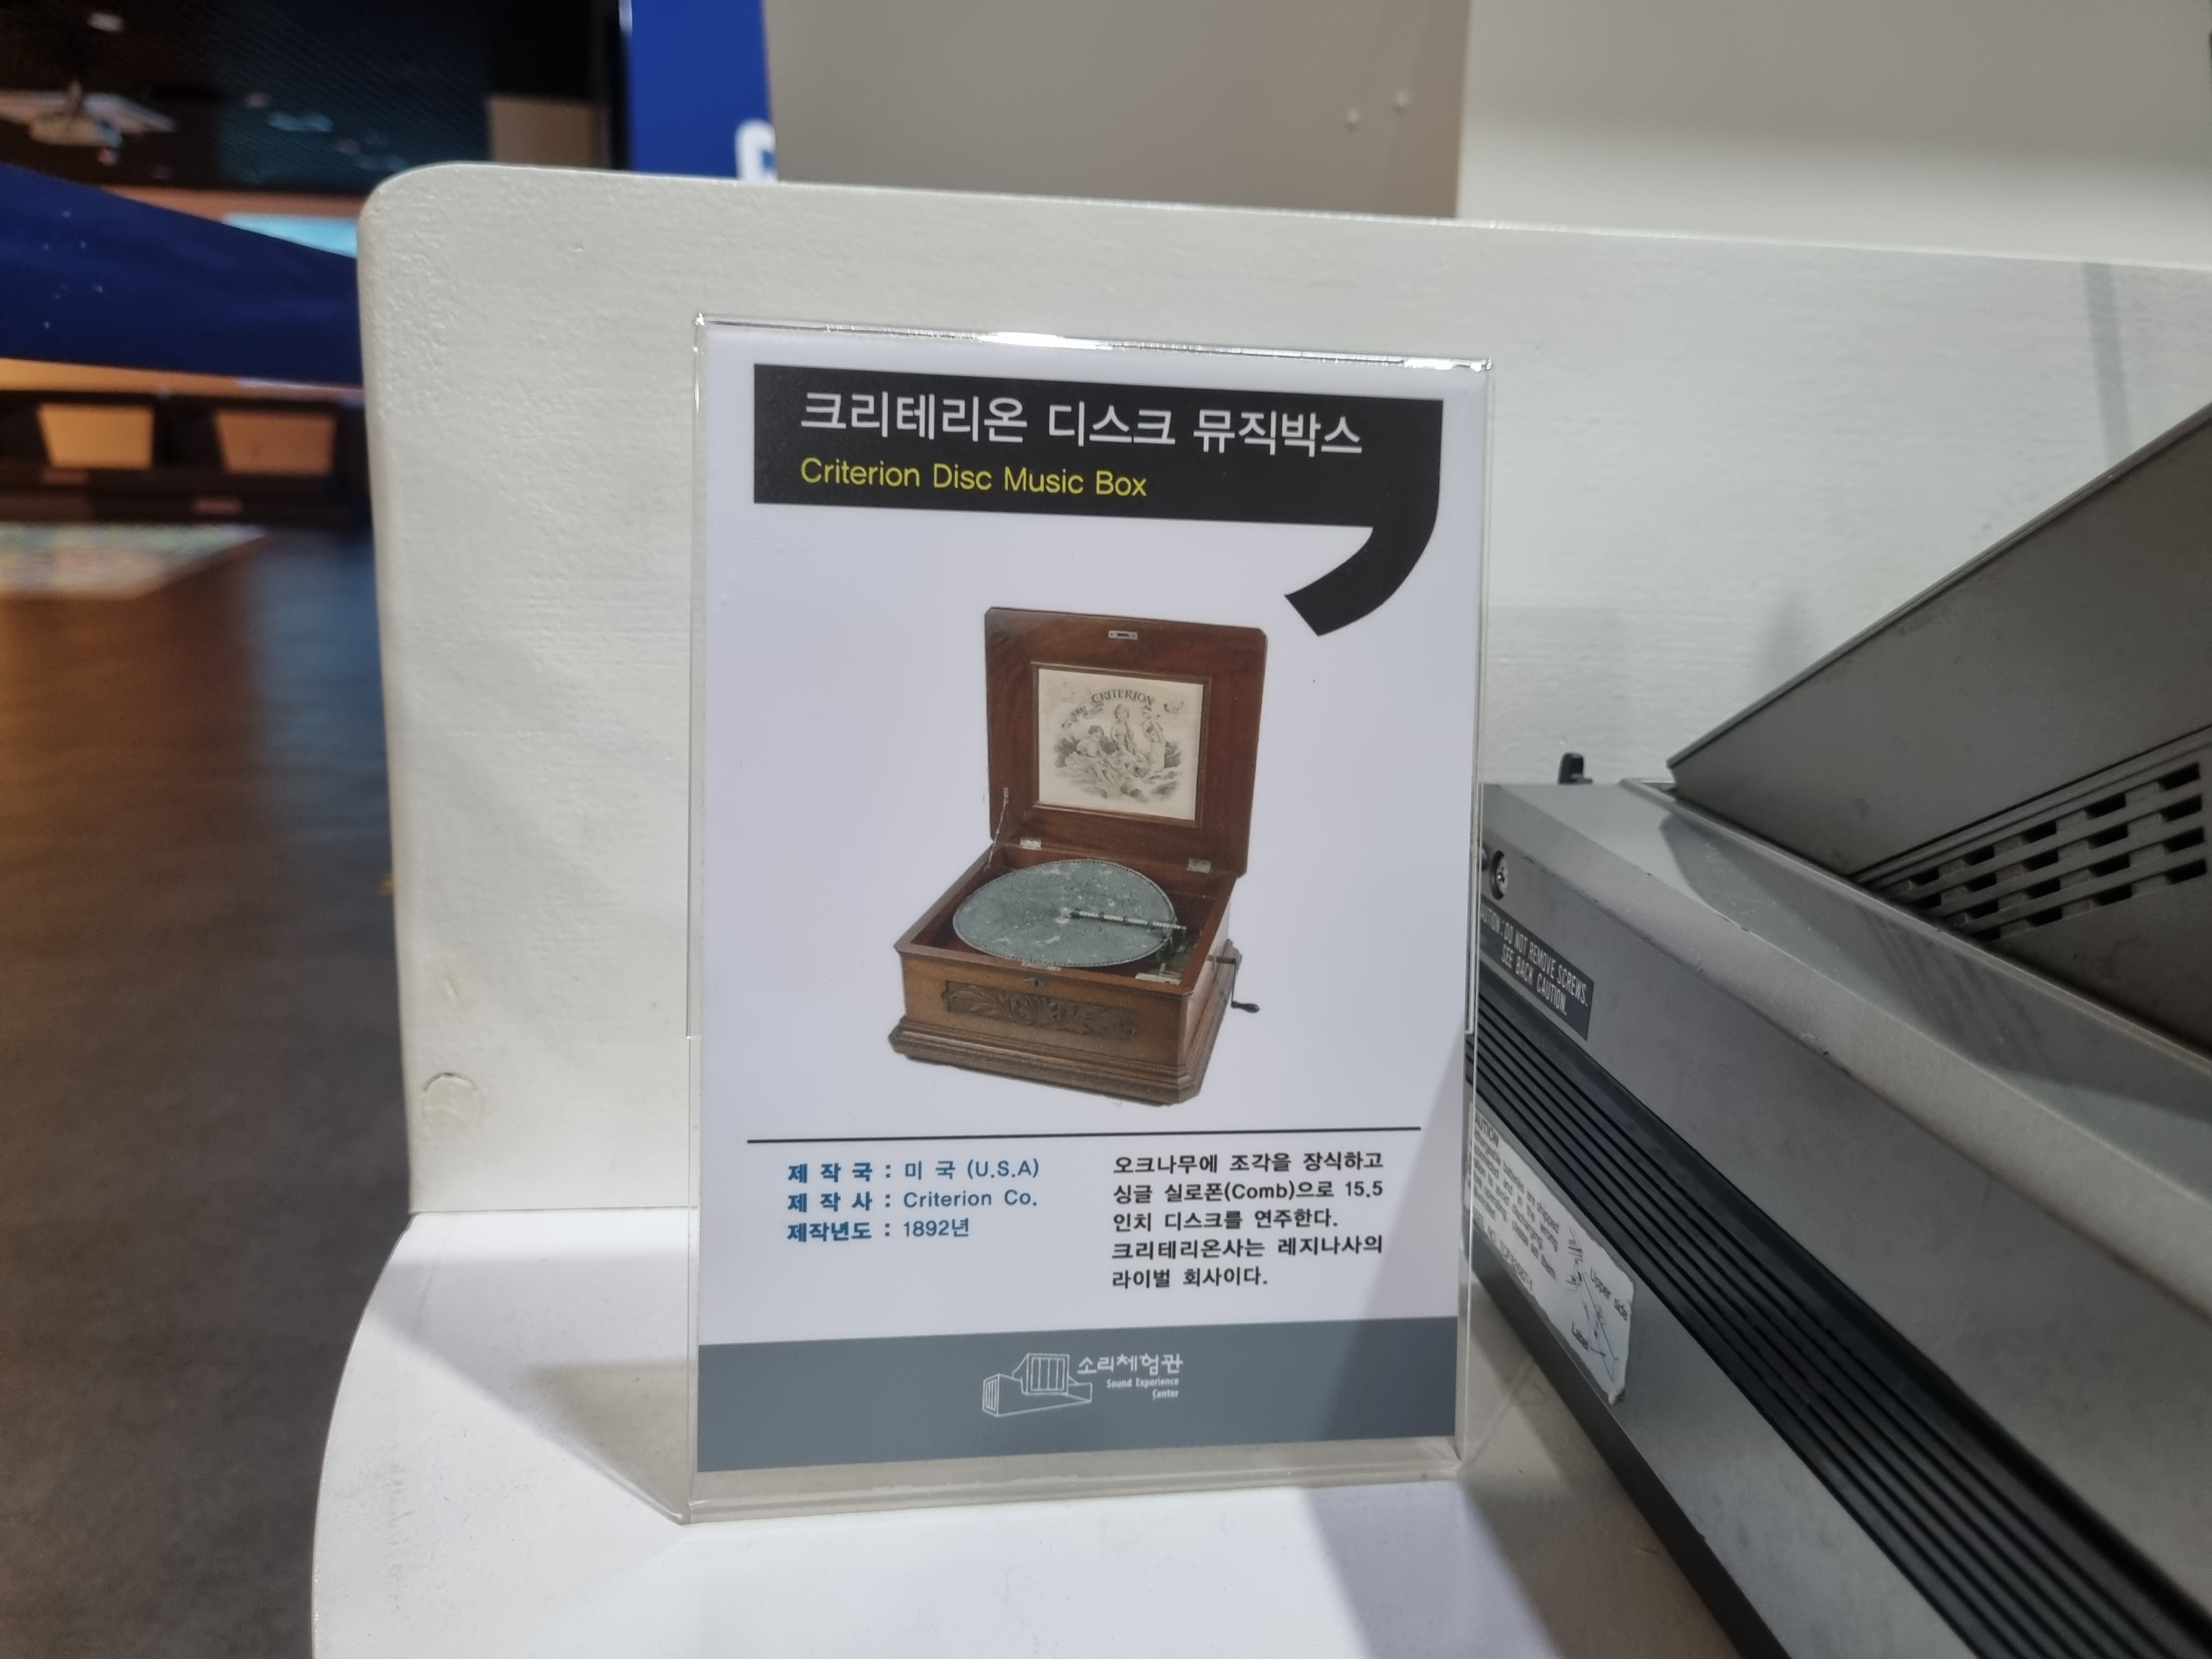 크리테리온 디스크 뮤직박스
Criterion Disc Music Box
THE CRITERION
제 작 국 : 미 국 (U.S.A)
제 작 사 : Criterion Co.
제작년도 : 1892년
오크나무에 조각을 장식하고
싱글 실로폰(Comb)으로 15.5
인치 디스크를 연주한다.
크리테리온사는 레지나사의
라이벌 회사이다.
소리체험관
Sound Experience
Center
CAUTION: DO NOT REMOVE SCREWS.
SEE BACK CAUTION.
Upper side
Label